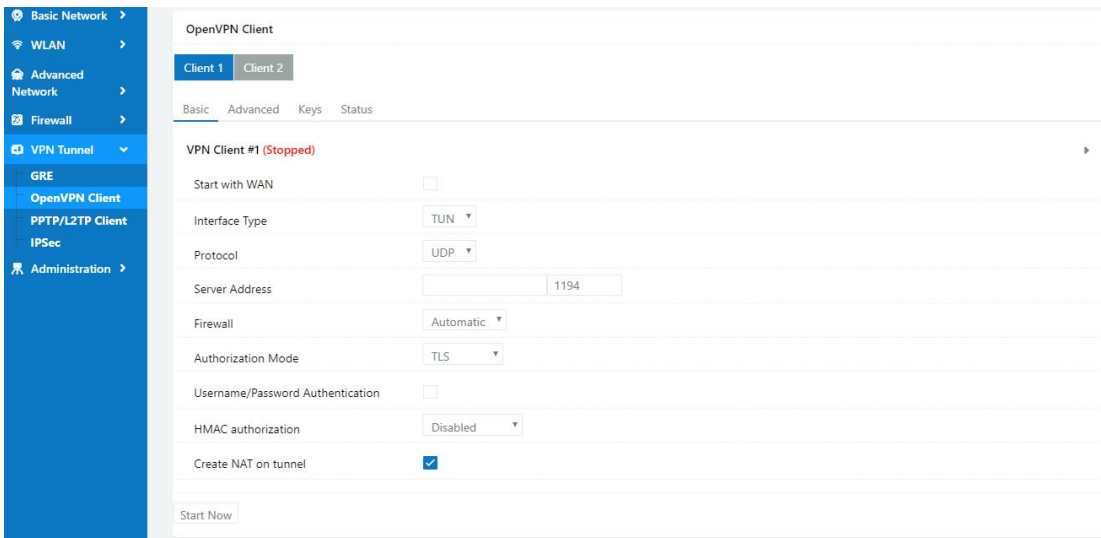 Basic Network
WLAN
Advanced
Network
Firewall
VPN Tunnel
GRE
OpenVPN Client
PPTP/L2TP Client
IPSec
Administration
OpenVPN Client
Client 1 Client 2
Basic Advanced Keys Status
VPN Client #1 (Stopped)
Start with WAN
Interface Type TUN
Protocol UDP
Server Address 1194
Firewall Automatic
Authorization Mode TLS
Username/Password Authentication
HMAC authorization Disabled
Create NAT on tunnel
Start Now